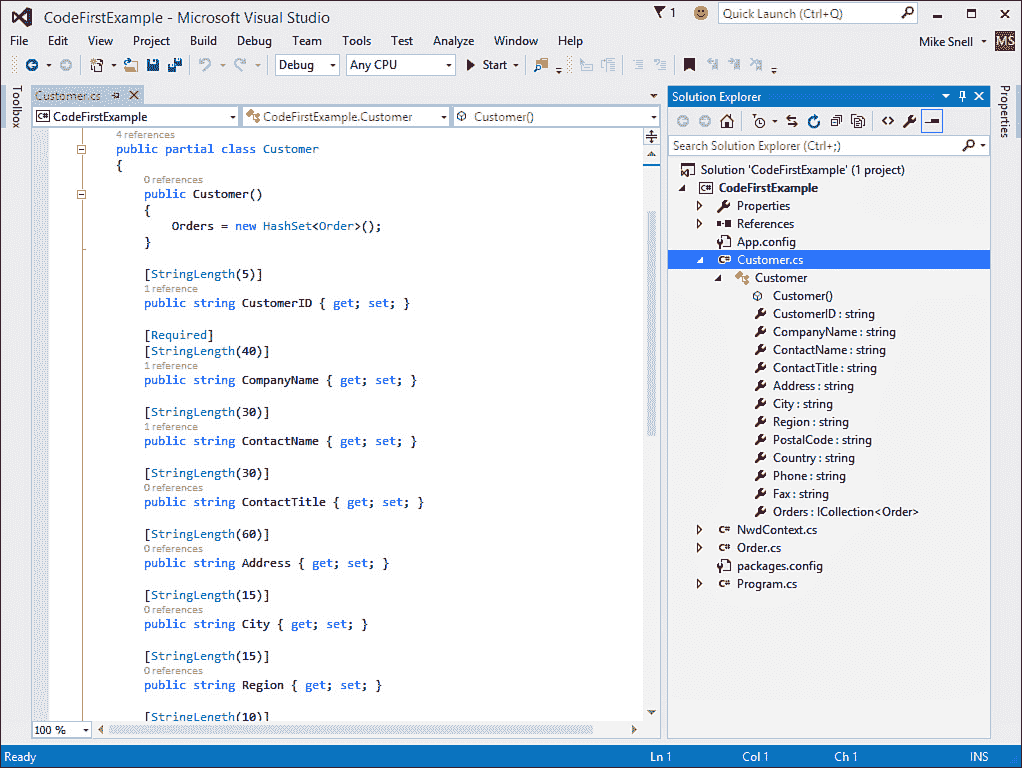 CodeFirstExample - Microsoft Visual Studio
1
Quick Launch (Ctrl+Q)
File Edit View Project Build Debug Team Tools Test Analyze Window Help
Mike Snell
MS
Debug
Any CPU
Start
Toolbox
Customer.cs
C# CodeFirstExample
CodeFirstExample.Customer
Customer()
4 references
public partial class Customer
{
0 references
public Customer()
{
Orders = new HashSet<Order>();
}
[StringLength(5)]
1 reference
public string CustomerID { get; set; }
[Required]
[StringLength(40)]
1 reference
public string CompanyName { get; set; }
[StringLength(30)]
1 reference
public string ContactName { get; set; }
[StringLength(30)]
0 references
public string ContactTitle { get; set; }
[StringLength(60)]
0 references
public string Address { get; set; }
[StringLength(15)]
0 references
public string City { get; set; }
[StringLength(15)]
0 references
public string Region { get; set; }
[StringLength(10)]
100 %
Solution Explorer
Search Solution Explorer (Ctrl+;)
Solution 'CodeFirstExample' (1 project)
C# CodeFirstExample
Properties
References
App.config
C# Customer.cs
Customer
Customer()
CustomerID : string
CompanyName : string
ContactName : string
ContactTitle : string
Address : string
City : string
Region : string
PostalCode : string
Country : string
Phone : string
Fax : string
Orders : ICollection<Order>
C# NwdContext.cs
C# Order.cs
packages.config
C# Program.cs
Properties
Ready
Ln 1
Col 1
Ch 1
INS